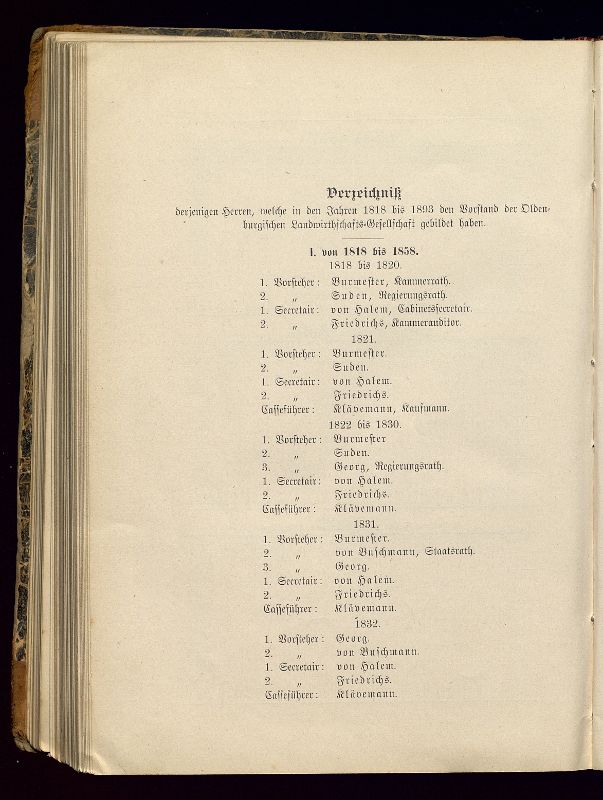 Verzeichniß
derjenigen Herren, welche in den Jahren 1818 bis 1893 den Vorstand der Olden-
burgischen Landwirthschafts-Gesellschaft gebildet haben.
I. von 1818 bis 1858.
1818 bis 1820.
1. Vorsteher: Burmester, Kammerrath.
2. „ Suden, Regierungsrath.
1. Secretair: von Halem, Cabinetssecretair.
2. „ Friedrichs, Kammerauditor.
1821.
1. Vorsteher: Burmester.
2. „ Suden.
1. Secretair: von Halem.
2. „ Friedrichs.
Casseführer: Klävemann, Kaufmann.
1822 bis 1830.
1. Vorsteher: Burmester
2. „ Suden.
3. „ Georg, Regierungsrath.
1. Secretair: von Halem.
2. „ Friedrichs.
Casseführer: Klävemann.
1831.
1. Vorsteher: Burmester.
2. „ von Buschmann, Staatsrath.
3. „ Georg.
1. Secretair: von Halem.
2. „ Friedrichs.
Casseführer: Klävemann.
1832.
1. Vorsteher: Georg.
2. „ von Buschmann.
1. Secretair: von Halem.
2. „ Friedrichs.
Casseführer: Klävemann.